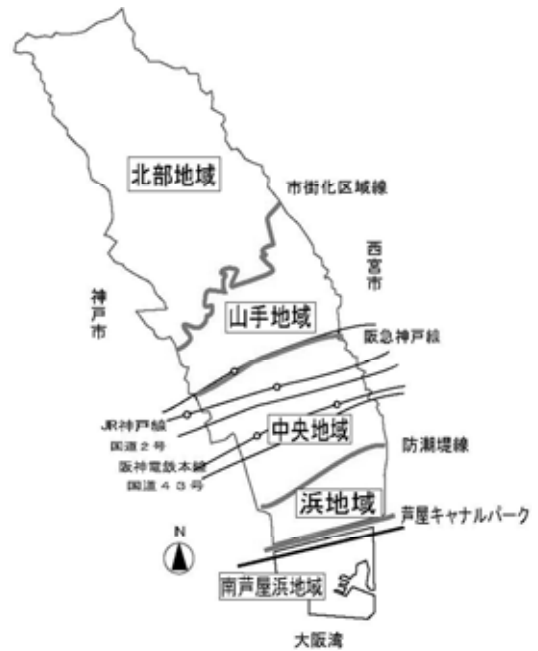 北部地域
市街化区域線
西宮市
神戸市
山手地域
阪急神戸線
JR神戸線
国道2号
中央地域
阪神電鉄本線
国道43号
防潮堤線
浜地域
芦屋キャナルパーク
N
南芦屋浜地域
大阪湾